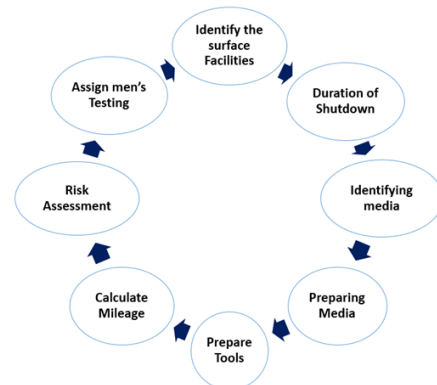 Identify the
surface
Facilities
Duration of
Shutdown
Identifying
media
Preparing
Media
Prepare
Tools
Calculate
Mileage
Risk
Assessment
Assign men's
Testing